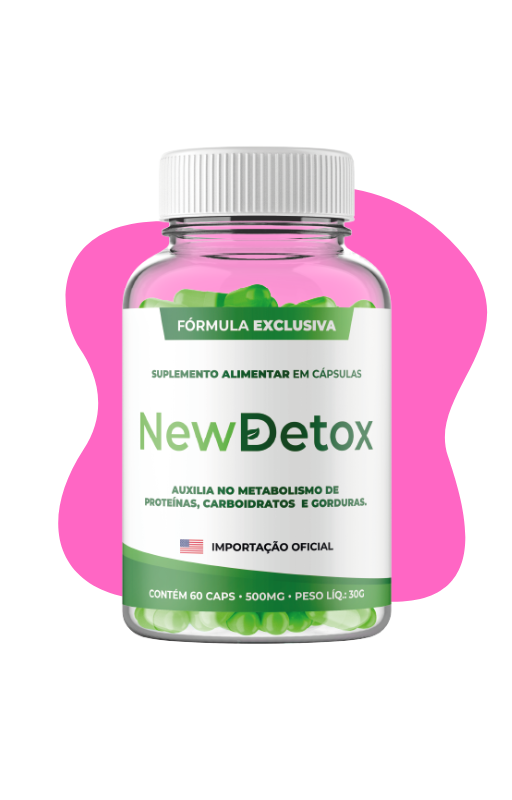 FÓRMULA EXCLUSIVA
SUPLEMENTO ALIMENTAR EM CÁPSULAS
NewDetox
AUXILIA NO METABOLISMO DE
PROTEÍNAS, CARBOIDRATOS E GORDURAS.
IMPORTAÇÃO OFICIAL
CONTÉM 60 CAPS • 500MG • PESO LÍQ.: 30G